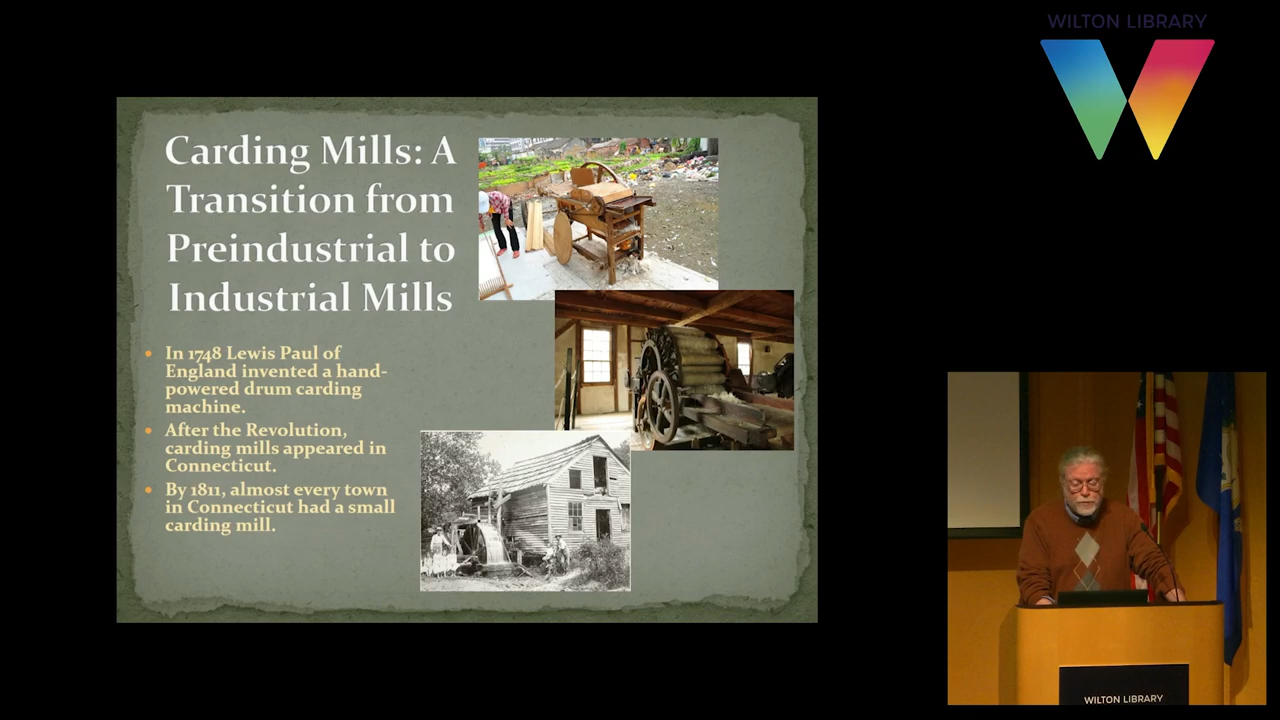 WILTON LIBRARY
Carding Mills: A
Transition from
Preindustrial to
Industrial Mills
• In 1748 Lewis Paul of
England invented a hand-
powered drum carding
machine.
• After the Revolution,
carding mills appeared in
Connecticut.
• By 1811, almost every town
in Connecticut had a small
carding mill.
WILTON LIBRARY